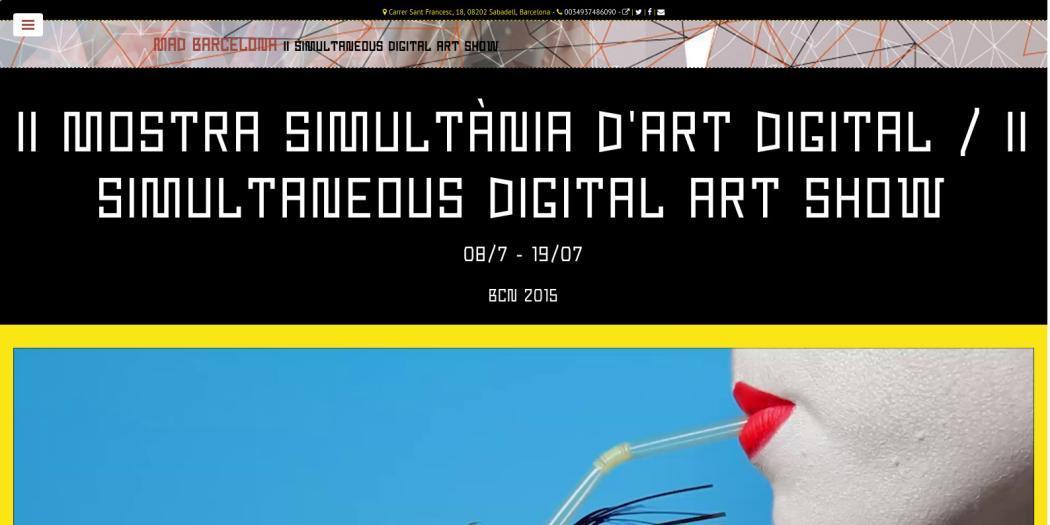 Carrer Sant Francesc, 18, 08202 Sabadell, Barcelona - 0034937486090 - | | |
MAD BARCELONA II SIMULTANEOUS DIGITAL ART SHOW
II MOSTRA SIMULTÀNIA D'ART DIGITAL / II
SIMULTANEOUS DIGITAL ART SHOW
08/7 - 19/07
BCN 2015